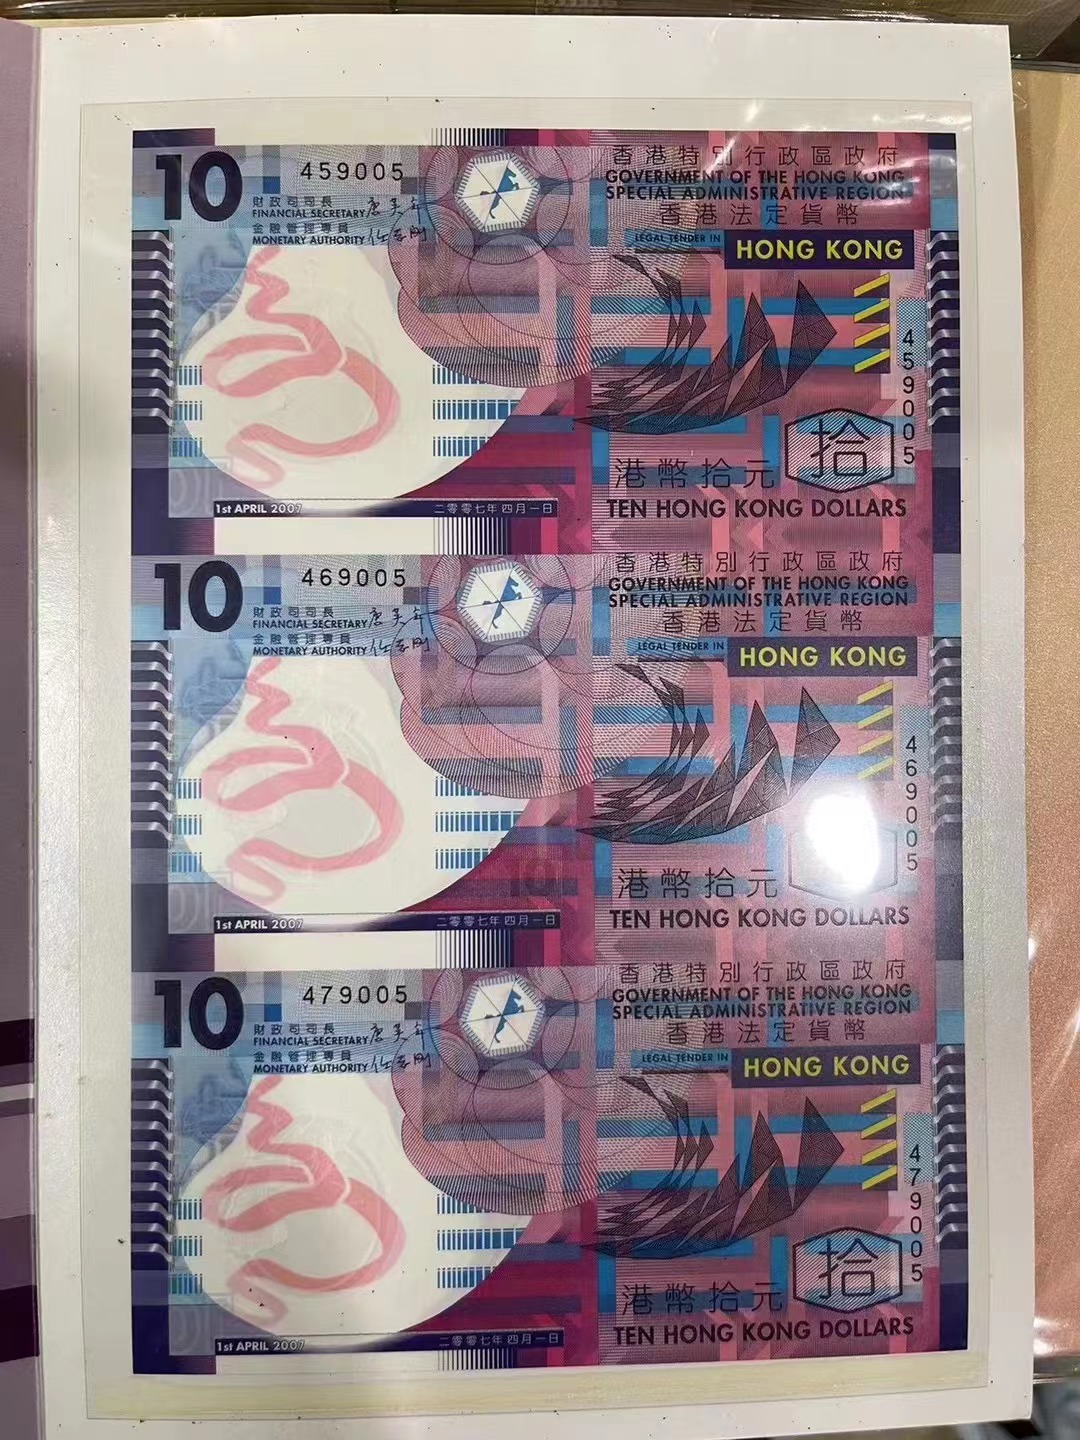 10
459005
財政司司長
FINANCIAL SECRETARY
金融管理專員
MONETARY AUTHORITY
香港特別行政區政府
GOVERNMENT OF THE HONG KONG
SPECIAL ADMINISTRATIVE REGION
香港法定貨幣
LEGAL TENDER IN
HONG KONG
459005
拾
港幣拾元
TEN HONG KONG DOLLARS
1st APRIL 2007
二零零七年四月一日
10
469005
財政司司長
FINANCIAL SECRETARY
金融管理專員
MONETARY AUTHORITY
香港特別行政區政府
GOVERNMENT OF THE HONG KONG
SPECIAL ADMINISTRATIVE REGION
香港法定貨幣
LEGAL TENDER IN
HONG KONG
469005
港幣拾元
TEN HONG KONG DOLLARS
1st APRIL 2007
二零零七年四月一日
10
479005
財政司司長
FINANCIAL SECRETARY
金融管理專員
MONETARY AUTHORITY
香港特別行政區政府
GOVERNMENT OF THE HONG KONG
SPECIAL ADMINISTRATIVE REGION
香港法定貨幣
LEGAL TENDER IN
HONG KONG
479005
拾
港幣拾元
TEN HONG KONG DOLLARS
1st APRIL 2007
二零零七年四月一日